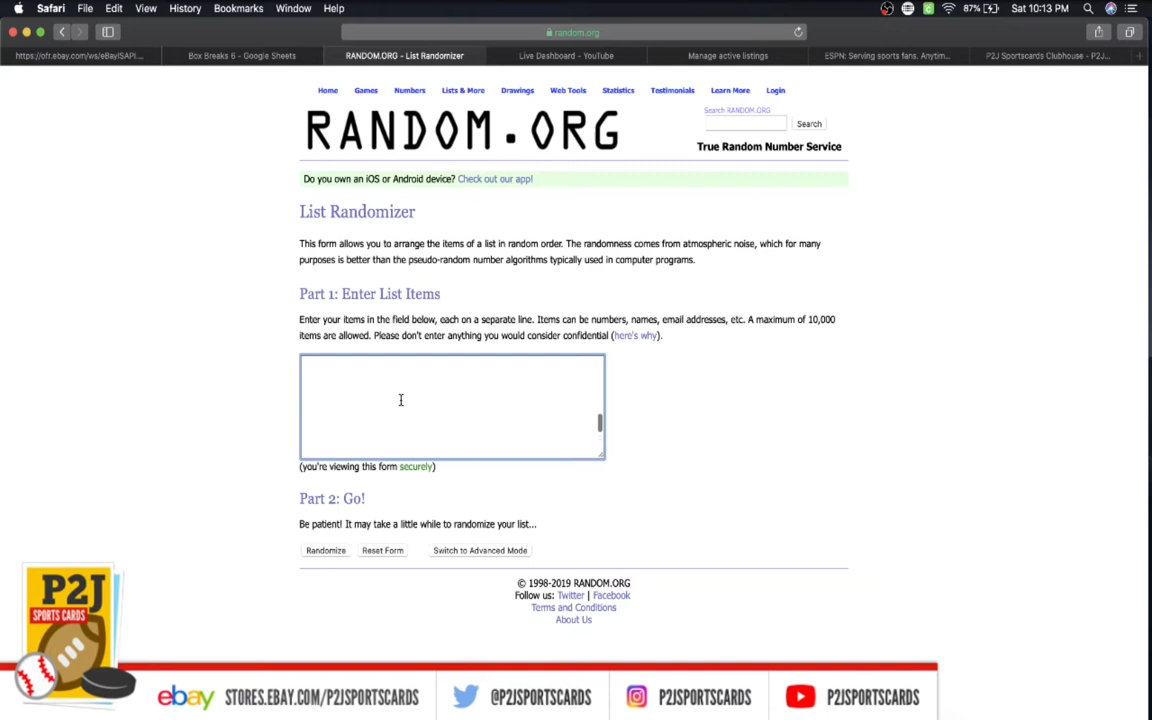 Safari File Edit View History Bookmarks Window Help 87% Sat 10:13 PM
random.org
https://ofr.ebay.com/ws/eBayISAPI.... Box Breaks 6 - Google Sheets RANDOM.ORG - List Randomizer Live Dashboard - YouTube Manage active listings ESPN: Serving sports fans. Anytim... P2J Sportscards Clubhouse - P2J...
Home Games Numbers Lists & More Drawings Web Tools Statistics Testimonials Learn More Login
Search RANDOM.ORG
RANDOM.ORG
Search
True Random Number Service
Do you own an iOS or Android device? Check out our app!
List Randomizer
This form allows you to arrange the items of a list in random order. The randomness comes from atmospheric noise, which for many
purposes is better than the pseudo-random number algorithms typically used in computer programs.
Part 1: Enter List Items
Enter your items in the field below, each on a separate line. Items can be numbers, names, email addresses, etc. A maximum of 10,000
items are allowed. Please don't enter anything you would consider confidential (here's why).
(you're viewing this form securely)
Part 2: Go!
Be patient! It may take a little while to randomize your list...
Randomize Reset Form Switch to Advanced Mode
© 1998-2019 RANDOM.ORG
Follow us: Twitter | Facebook
Terms and Conditions
About Us
P2J
SPORTS CARDS
ebay STORES.EBAY.COM/P2JSPORTSCARDS @P2JSPORTSCARDS P2JSPORTSCARDS P2JSPORTSCARDS